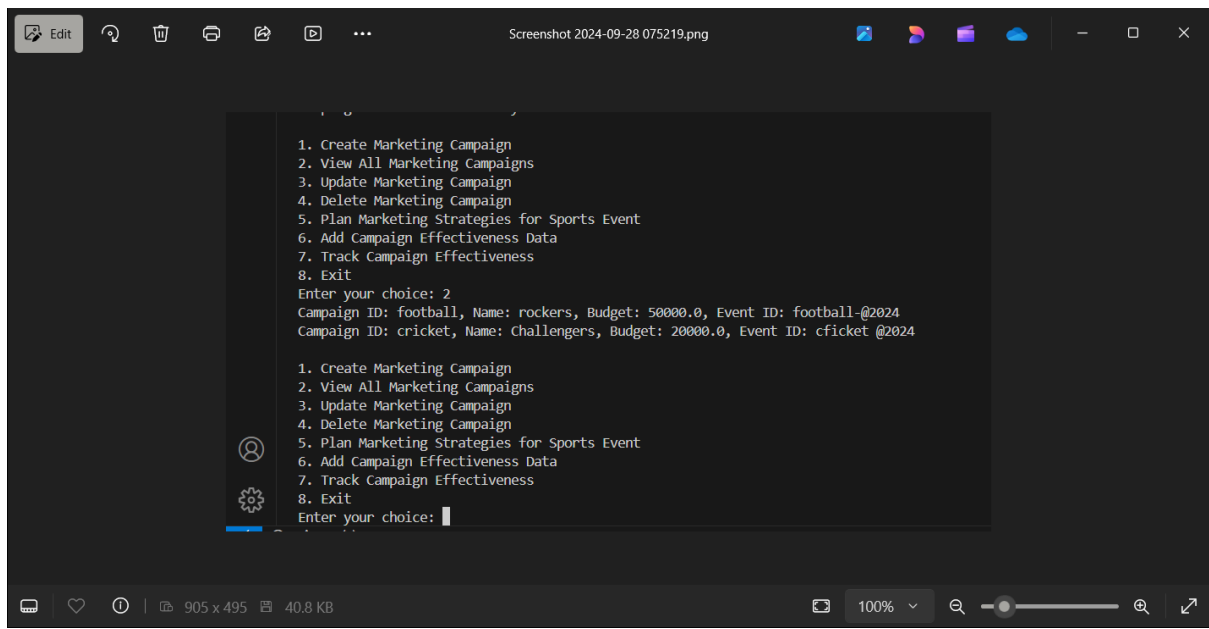 Edit
Screenshot 2024-09-28 075219.png
1. Create Marketing Campaign
2. View All Marketing Campaigns
3. Update Marketing Campaign
4. Delete Marketing Campaign
5. Plan Marketing Strategies for Sports Event
6. Add Campaign Effectiveness Data
7. Track Campaign Effectiveness
8. Exit
Enter your choice: 2
Campaign ID: football, Name: rockers, Budget: 50000.0, Event ID: football-@2024
Campaign ID: cricket, Name: Challengers, Budget: 20000.0, Event ID: cficket @2024
1. Create Marketing Campaign
2. View All Marketing Campaigns
3. Update Marketing Campaign
4. Delete Marketing Campaign
5. Plan Marketing Strategies for Sports Event
6. Add Campaign Effectiveness Data
7. Track Campaign Effectiveness
8. Exit
Enter your choice:
905 x 495 40.8 KB 100%